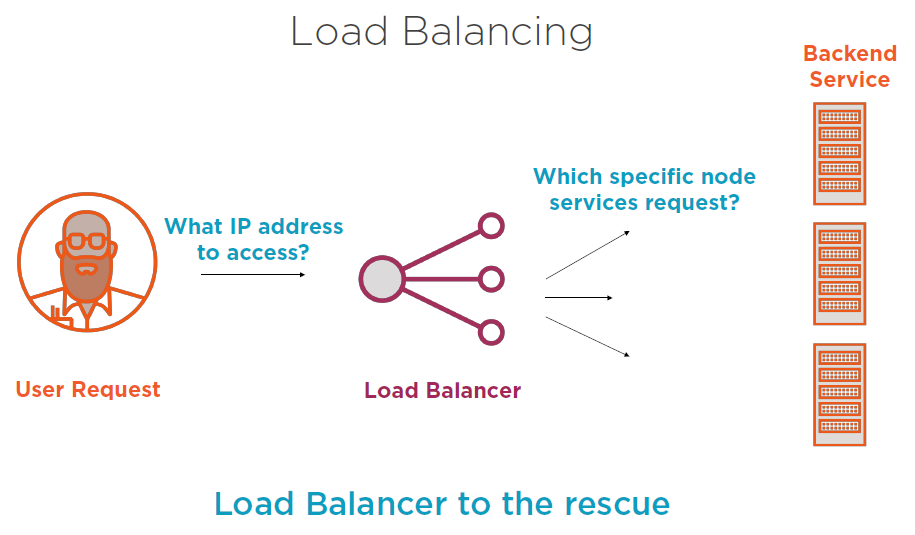 Load Balancing
Backend
Service
Which specific node
services request?
What IP address
to access?
User Request
Load Balancer
Load Balancer to the rescue